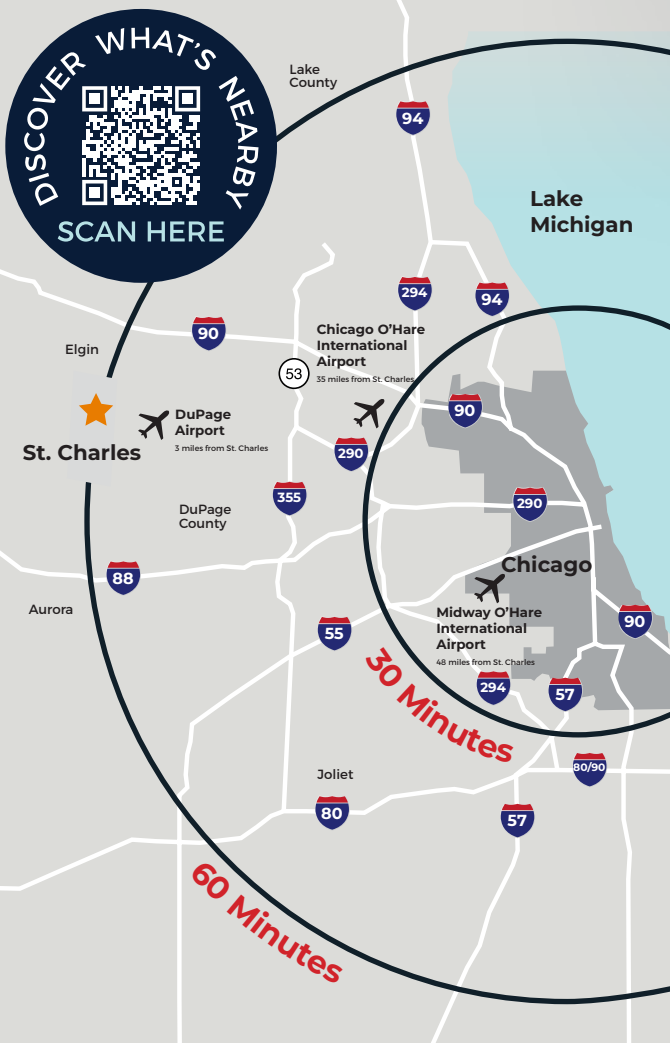 DISCOVER WHAT'S NEARBY
SCAN HERE
Lake
County
94
Lake
Michigan
294
94
90
Chicago O'Hare
International
Airport
35 miles from St. Charles
Elgin
53
90
DuPage
Airport
3 miles from St. Charles
St. Charles
290
355
290
DuPage
County
Chicago
88
Aurora
Midway O'Hare
International
Airport
48 miles from St. Charles
90
55
294
57
30 Minutes
Joliet
80/90
80
57
60 Minutes